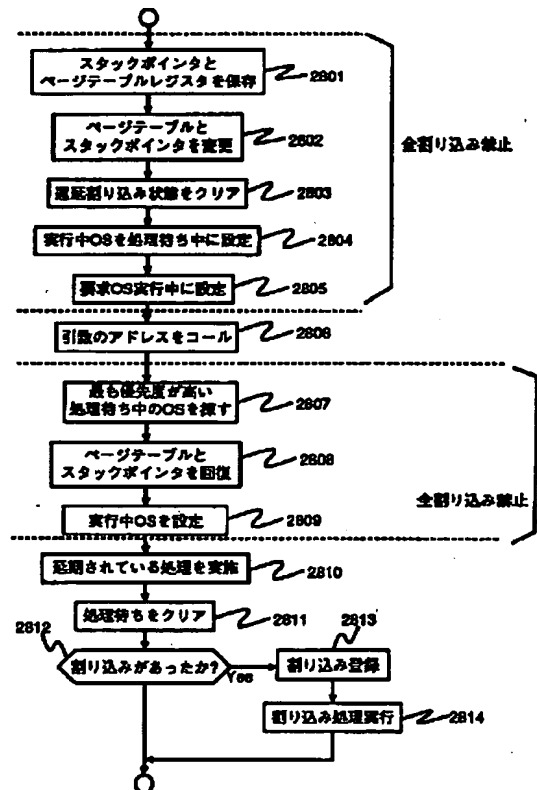 スタックポインタと
ページテーブルレジスタを保存
2801
ページテーブルと
スタックポインタを変更
2802
全割り込み禁止
遅延割り込み状態をクリア
2803
実行中OSを処理待ち中に設定
2804
要求OS実行中に設定
2805
引数のアドレスをコール
2806
最も優先度が高い
処理待ち中のOSを探す
2807
ページテーブルと
スタックポインタを回復
2808
全割り込み禁止
実行中OSを設定
2809
延期されている処理を実施
2810
処理待ちをクリア
2811
2812
2813
割り込みがあったか?
Yes
割り込み登録
割り込み処理実行
2814